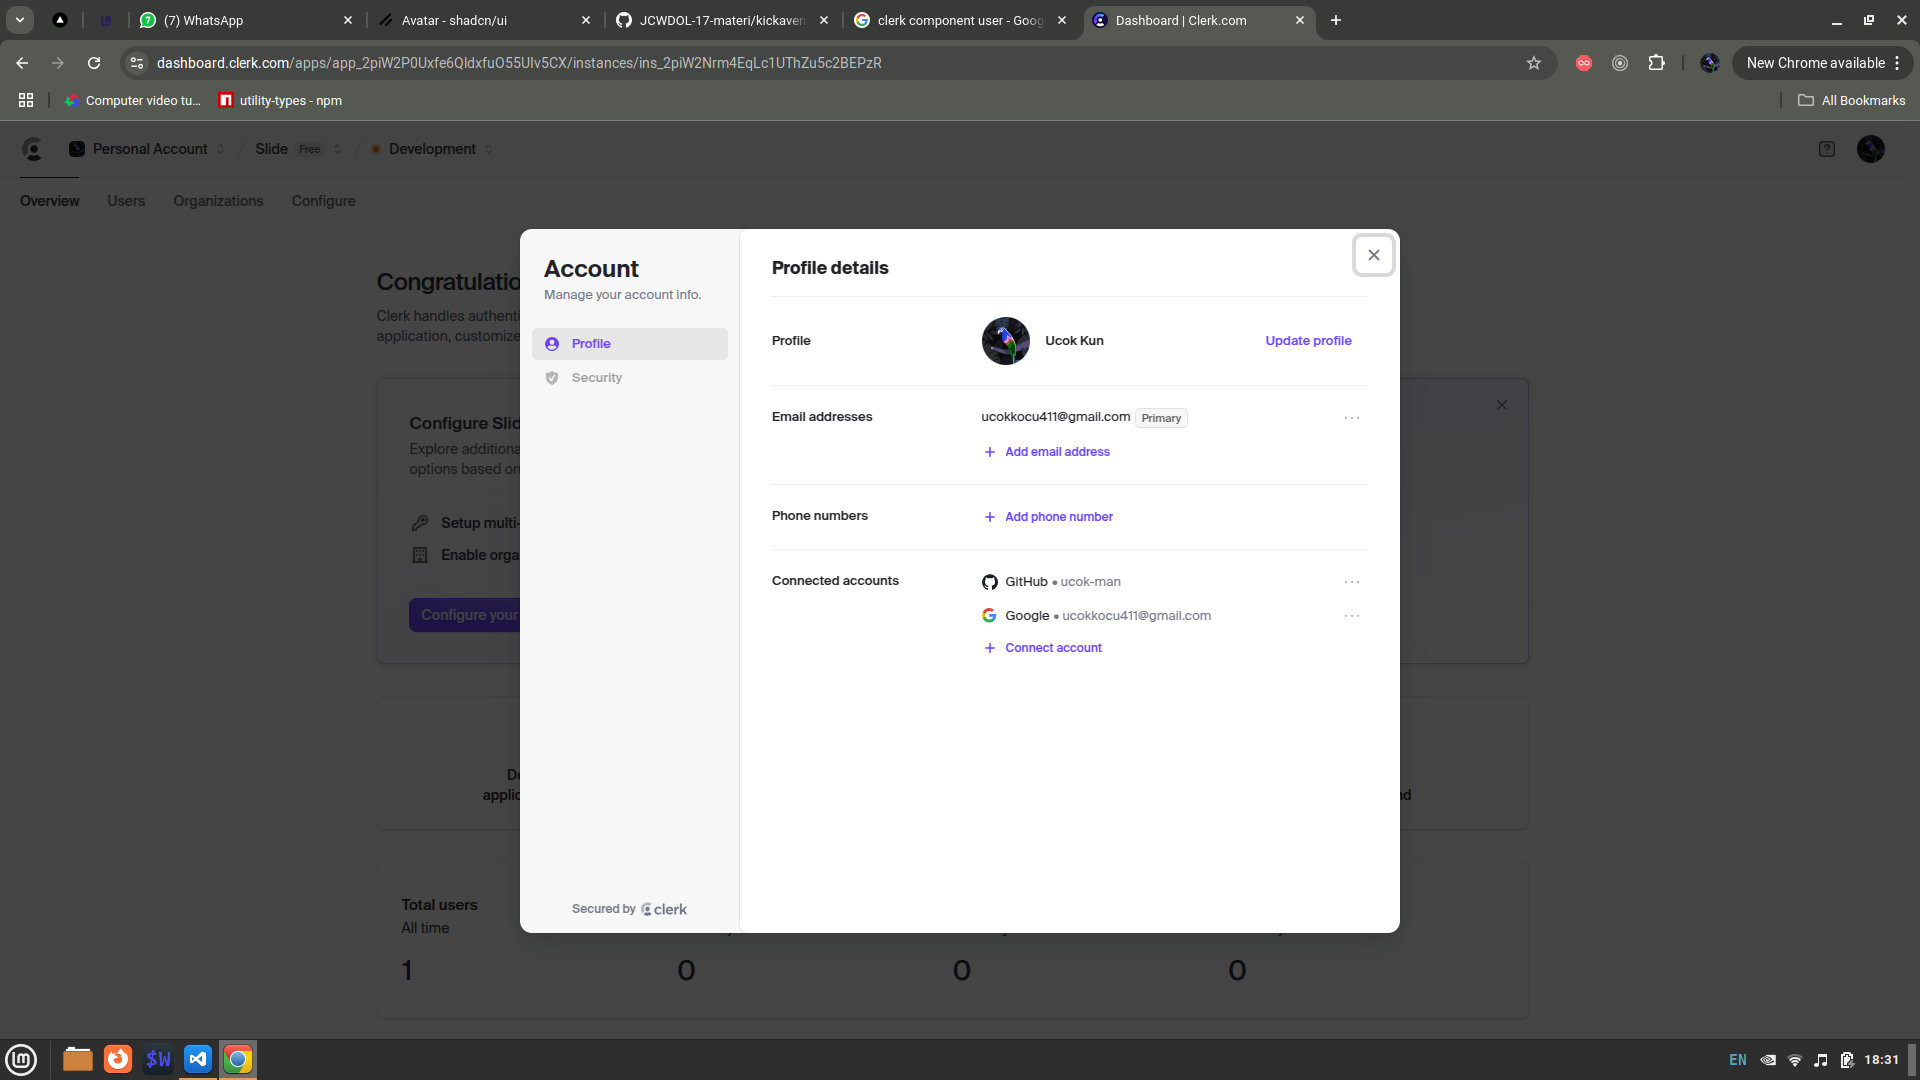 (7) WhatsApp
Avatar - shadcn/ui
JCWDOL-17-materi/kickaven
clerk component user - Goog
Dashboard | Clerk.com
dashboard.clerk.com/apps/app_2piW2P0Uxfe6QldxfuO55UIv5CX/instances/ins_2piW2Nrm4EqLc1UThZu5c2BEPzR
New Chrome available
Computer video tu...
utility-types - npm
All Bookmarks
Personal Account / Slide Free / Development
Overview Users Organizations Configure
Congratulatio
Clerk handles authenti
application, customize
Configure Slid
Explore additiona
options based on
Setup multi-
Enable orga
Configure your
De
applic
nd
Total users
All time
1
0
0
0
Account
Manage your account info.
Profile
Security
Secured by clerk
Profile details
Profile
Ucok Kun
Update profile
Email addresses
ucokkocu411@gmail.com Primary
Add email address
Phone numbers
Add phone number
Connected accounts
GitHub • ucok-man
Google • ucokkocu411@gmail.com
Connect account
$W
EN
18:31